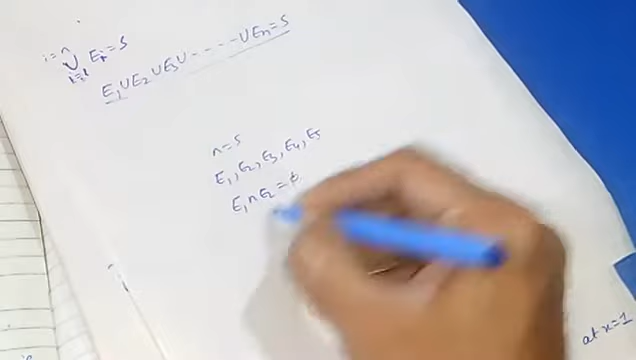 i=n
∪ Ei=S
i=1
E1∪E2∪E3∪-----∪En=S
n=5
E1,E2,E3,E4,E5
E1∩E2=ϕ
at x=1